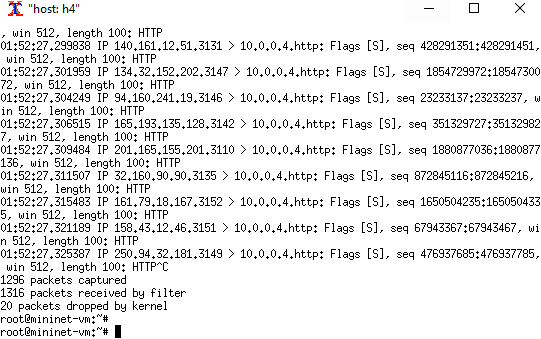 "host: h4"
, win 512, length 100: HTTP
01:52:27.299838 IP 140.161.12.51.3131 > 10.0.0.4.http: Flags [S], seq 428291351:428291451,
 win 512, length 100: HTTP
01:52:27.301959 IP 134.32.152.202.3147 > 10.0.0.4.http: Flags [S], seq 1854729972:18547300
72, win 512, length 100: HTTP
01:52:27.304249 IP 94.160.241.19.3146 > 10.0.0.4.http: Flags [S], seq 23233137:23233237, w
in 512, length 100: HTTP
01:52:27.306515 IP 165.193.135.128.3142 > 10.0.0.4.http: Flags [S], seq 351329727:35132982
7, win 512, length 100: HTTP
01:52:27.309484 IP 201.165.155.201.3110 > 10.0.0.4.http: Flags [S], seq 1880877036:1880877
136, win 512, length 100: HTTP
01:52:27.311507 IP 32.160.90.90.3135 > 10.0.0.4.http: Flags [S], seq 872845116:872845216,
win 512, length 100: HTTP
01:52:27.315483 IP 161.79.18.167.3152 > 10.0.0.4.http: Flags [S], seq 1650504235:165050433
5, win 512, length 100: HTTP
01:52:27.321189 IP 158.43.12.46.3151 > 10.0.0.4.http: Flags [S], seq 67943367:67943467, wi
n 512, length 100: HTTP
01:52:27.325387 IP 250.94.32.181.3149 > 10.0.0.4.http: Flags [S], seq 476937685:476937785,
 win 512, length 100: HTTP^C
1296 packets captured
1316 packets received by filter
20 packets dropped by kernel
root@mininet-vm:~#
root@mininet-vm:~#